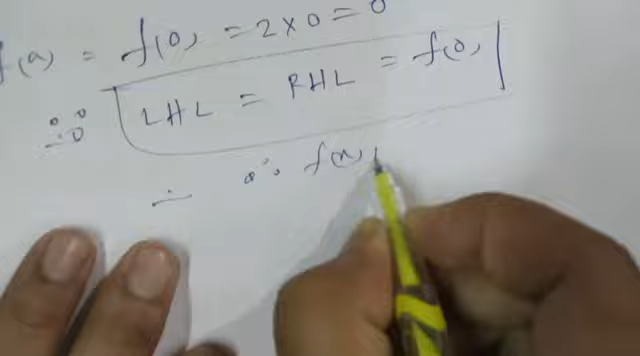 f(a) = f(0) = 2 × 0 = 0
∵ LHL = RHL = f(0)
∴ f(x)